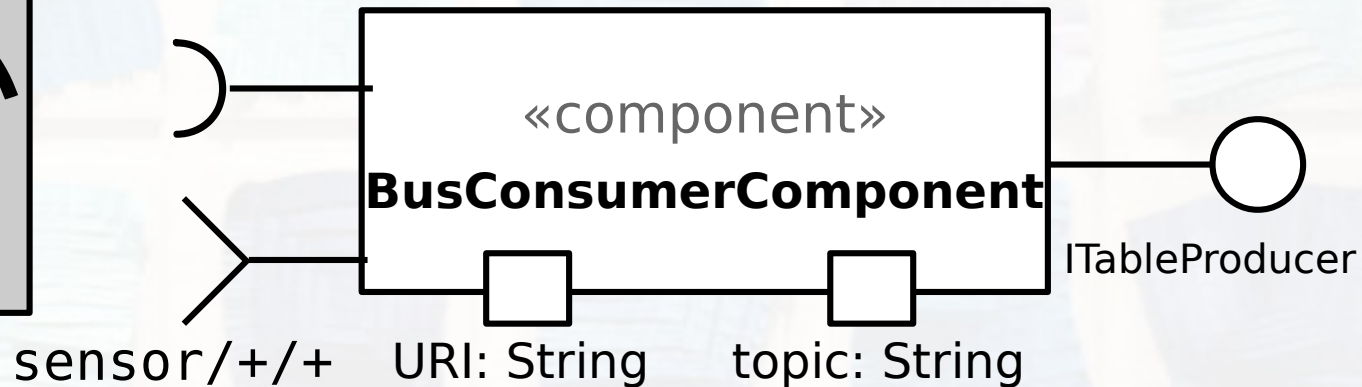 «component»
BusConsumerComponent
ITableProducer
sensor/+/+
URI: String
topic: String